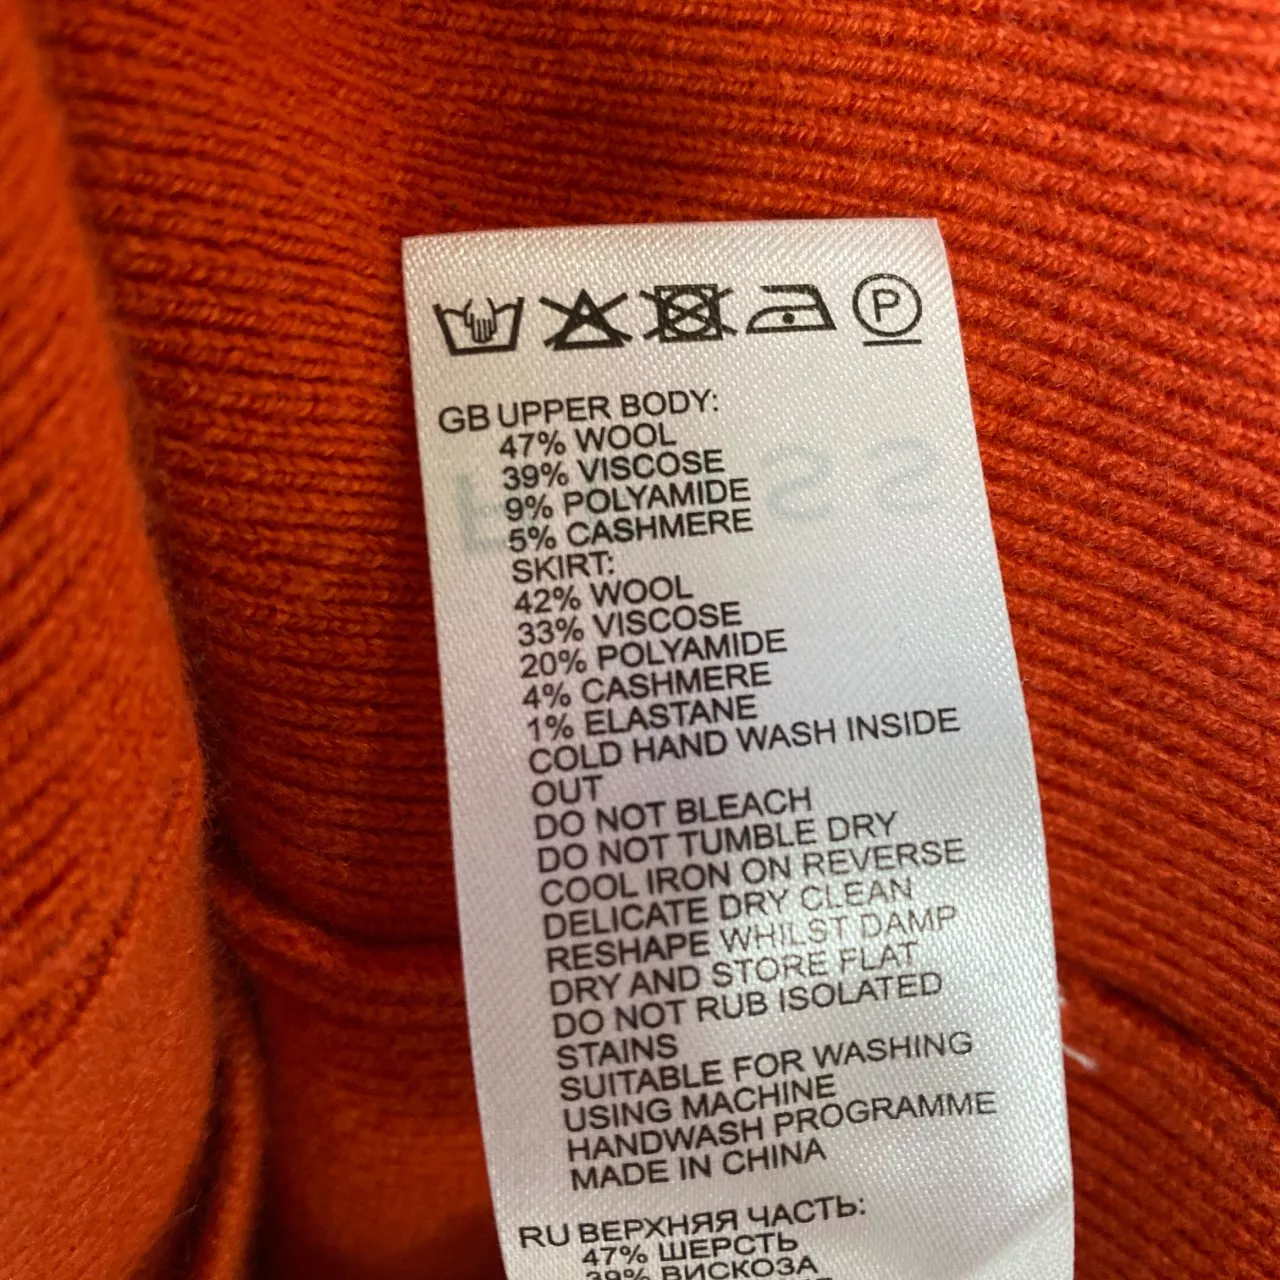 P
GB UPPER BODY:
47% WOOL
39% VISCOSE
9% POLYAMIDE
5% CASHMERE
SKIRT:
42% WOOL
33% VISCOSE
20% POLYAMIDE
4% CASHMERE
1% ELASTANE
COLD HAND WASH INSIDE
OUT
DO NOT BLEACH
DO NOT TUMBLE DRY
COOL IRON ON REVERSE
DELICATE DRY CLEAN
RESHAPE WHILST DAMP
DRY AND STORE FLAT
DO NOT RUB ISOLATED
STAINS
SUITABLE FOR WASHING
USING MACHINE
HANDWASH PROGRAMME
MADE IN CHINA
RU ВЕРХНЯЯ ЧАСТЬ:
47% ШЕРСТЬ
39% ВИСКОЗА